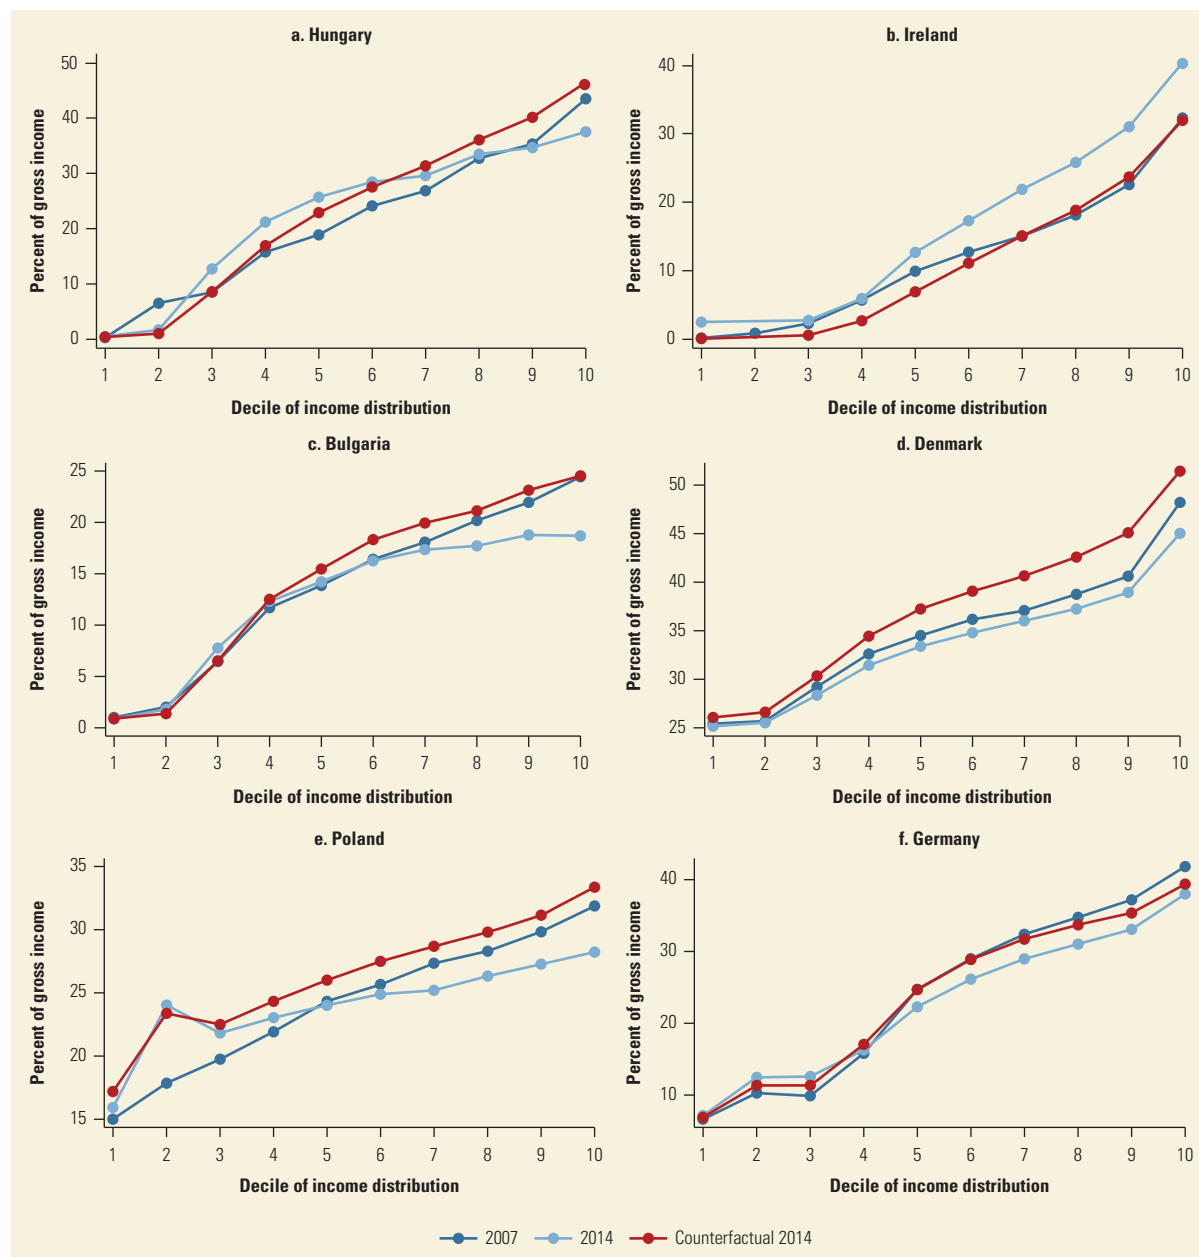 a. Hungary
Percent of gross income
50
40
30
20
10
0
1 2 3 4 5 6 7 8 9 10
Decile of income distribution
b. Ireland
Percent of gross income
40
30
20
10
0
1 2 3 4 5 6 7 8 9 10
Decile of income distribution
c. Bulgaria
Percent of gross income
25
20
15
10
5
0
1 2 3 4 5 6 7 8 9 10
Decile of income distribution
d. Denmark
Percent of gross income
50
45
40
35
30
25
1 2 3 4 5 6 7 8 9 10
Decile of income distribution
e. Poland
Percent of gross income
35
30
25
20
15
1 2 3 4 5 6 7 8 9 10
Decile of income distribution
f. Germany
Percent of gross income
40
30
20
10
1 2 3 4 5 6 7 8 9 10
Decile of income distribution
2007 2014 Counterfactual 2014